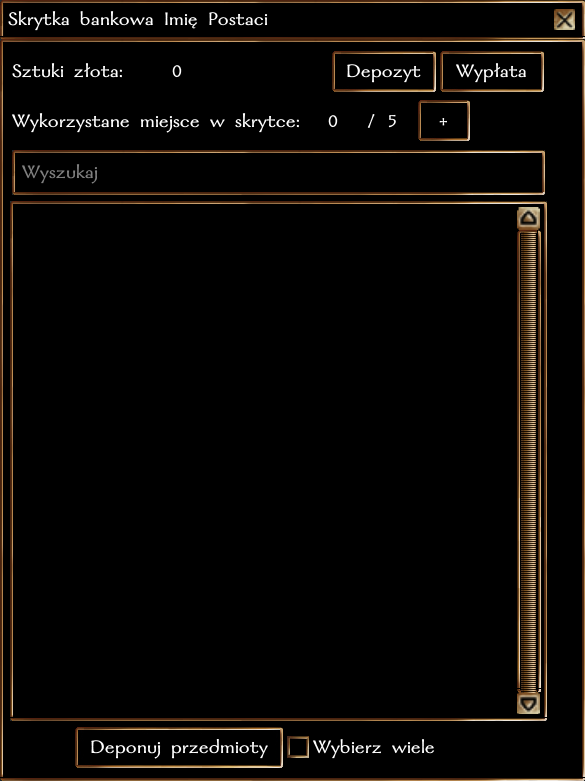 Skrytka bankowa Imię Postaci
Sztuki złota: 0 Depozyt Wypłata
Wykorzystane miejsce w skrytce: 0 / 5 +
Wyszukaj
Deponuj przedmioty Wybierz wiele